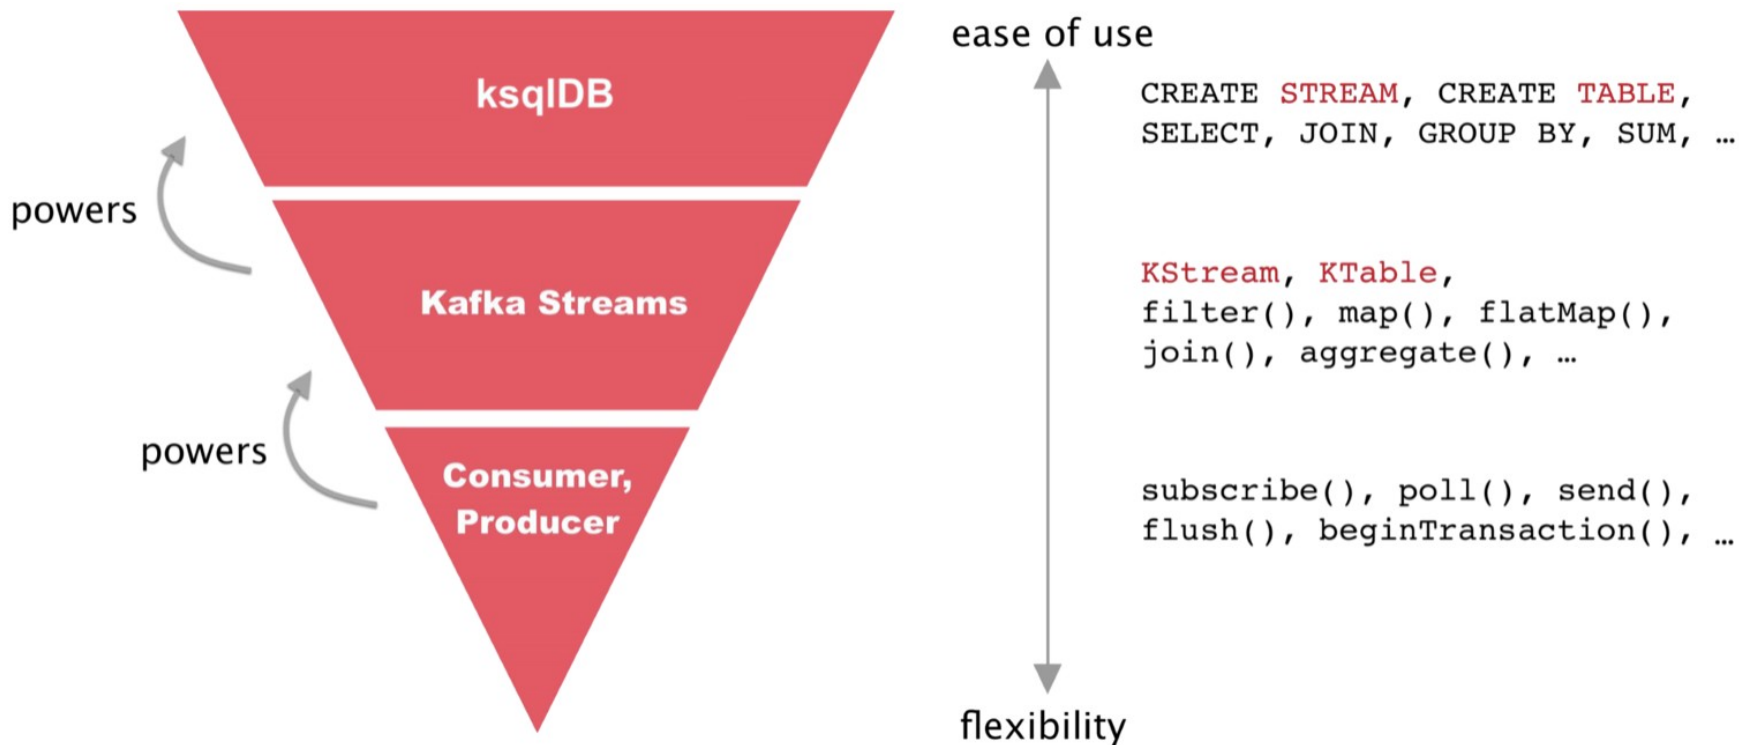 ksqlDB
powers
Kafka Streams
powers
Consumer,
Producer
ease of use
CREATE STREAM, CREATE TABLE,
SELECT, JOIN, GROUP BY, SUM, …
KStream, KTable,
filter(), map(), flatMap(),
join(), aggregate(), …
subscribe(), poll(), send(),
flush(), beginTransaction(), …
flexibility